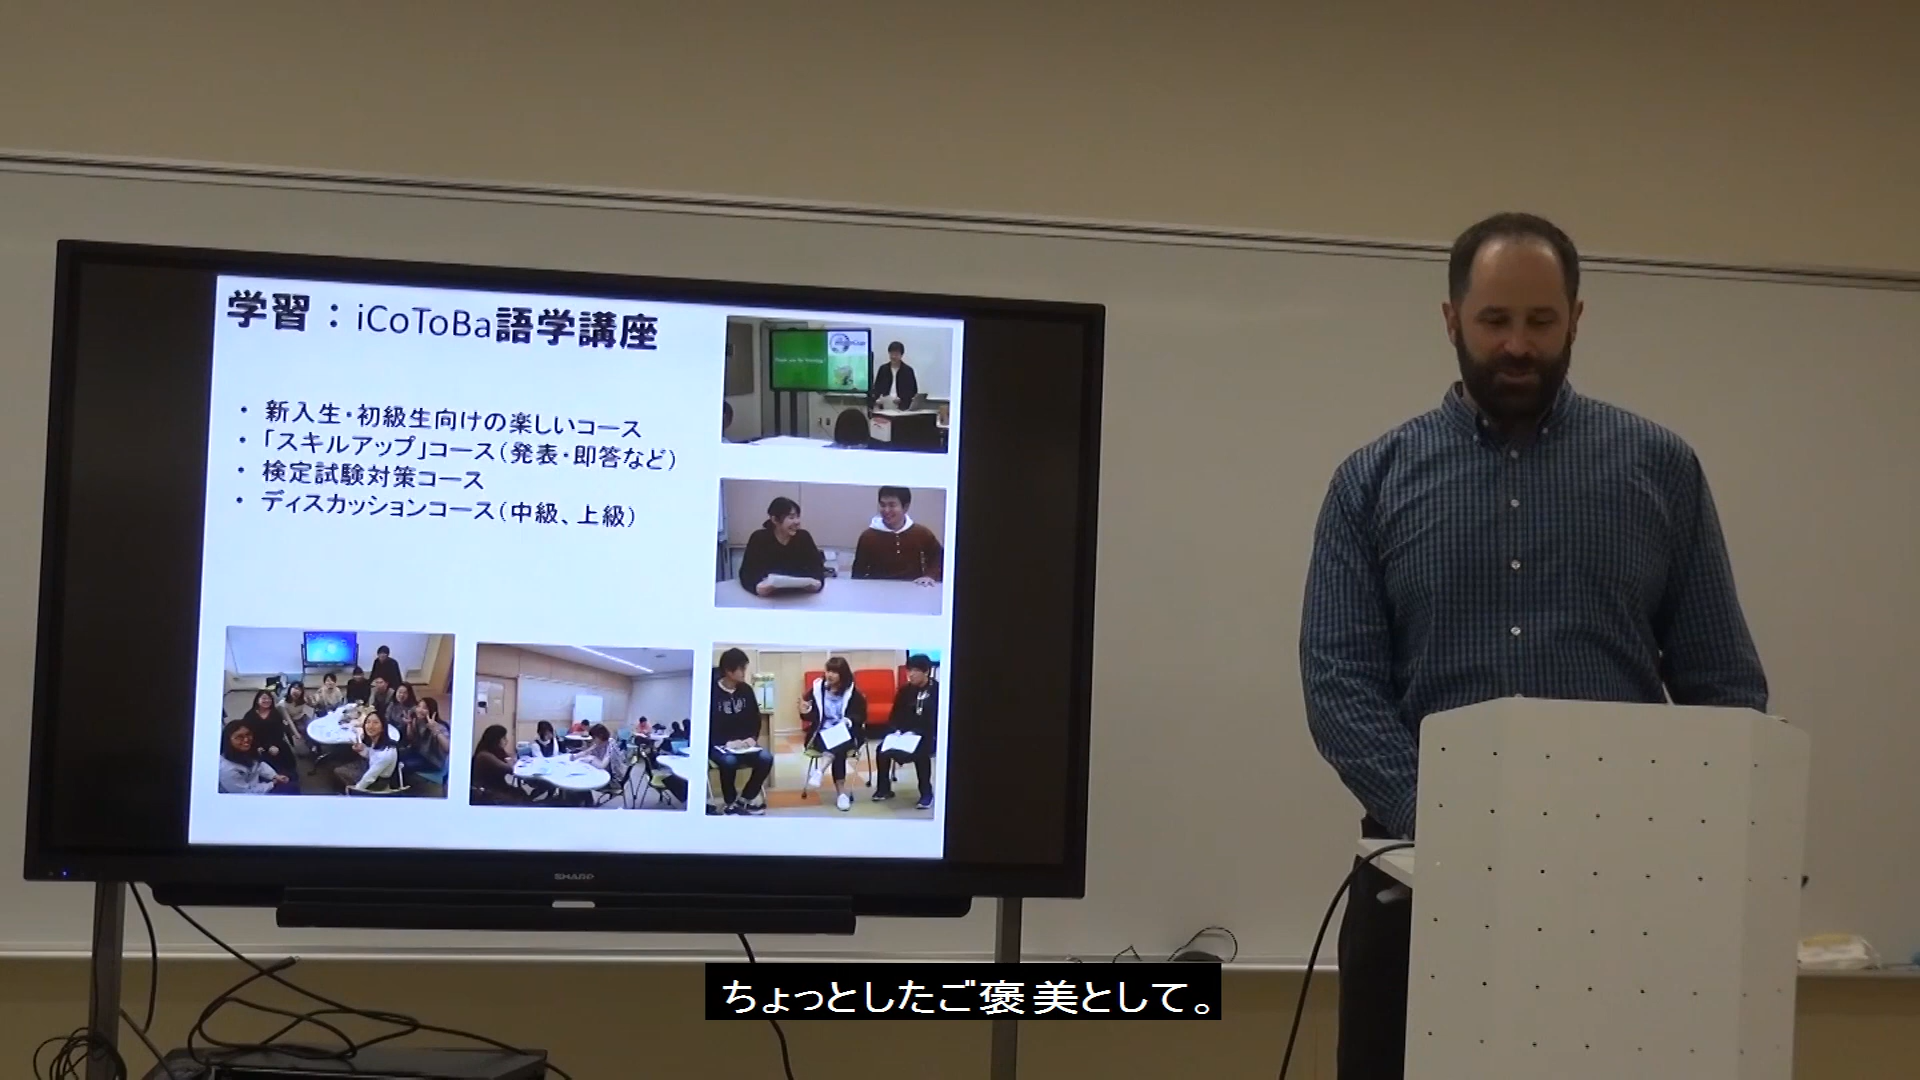 学習：iCoToBa語学講座
・ 新入生・初級生向けの楽しいコース
・ 「スキルアップ」コース（発表・即答など）
・ 検定試験対策コース
・ ディスカッションコース（中級、上級）
SHARP
ちょっとしたご褒美として。